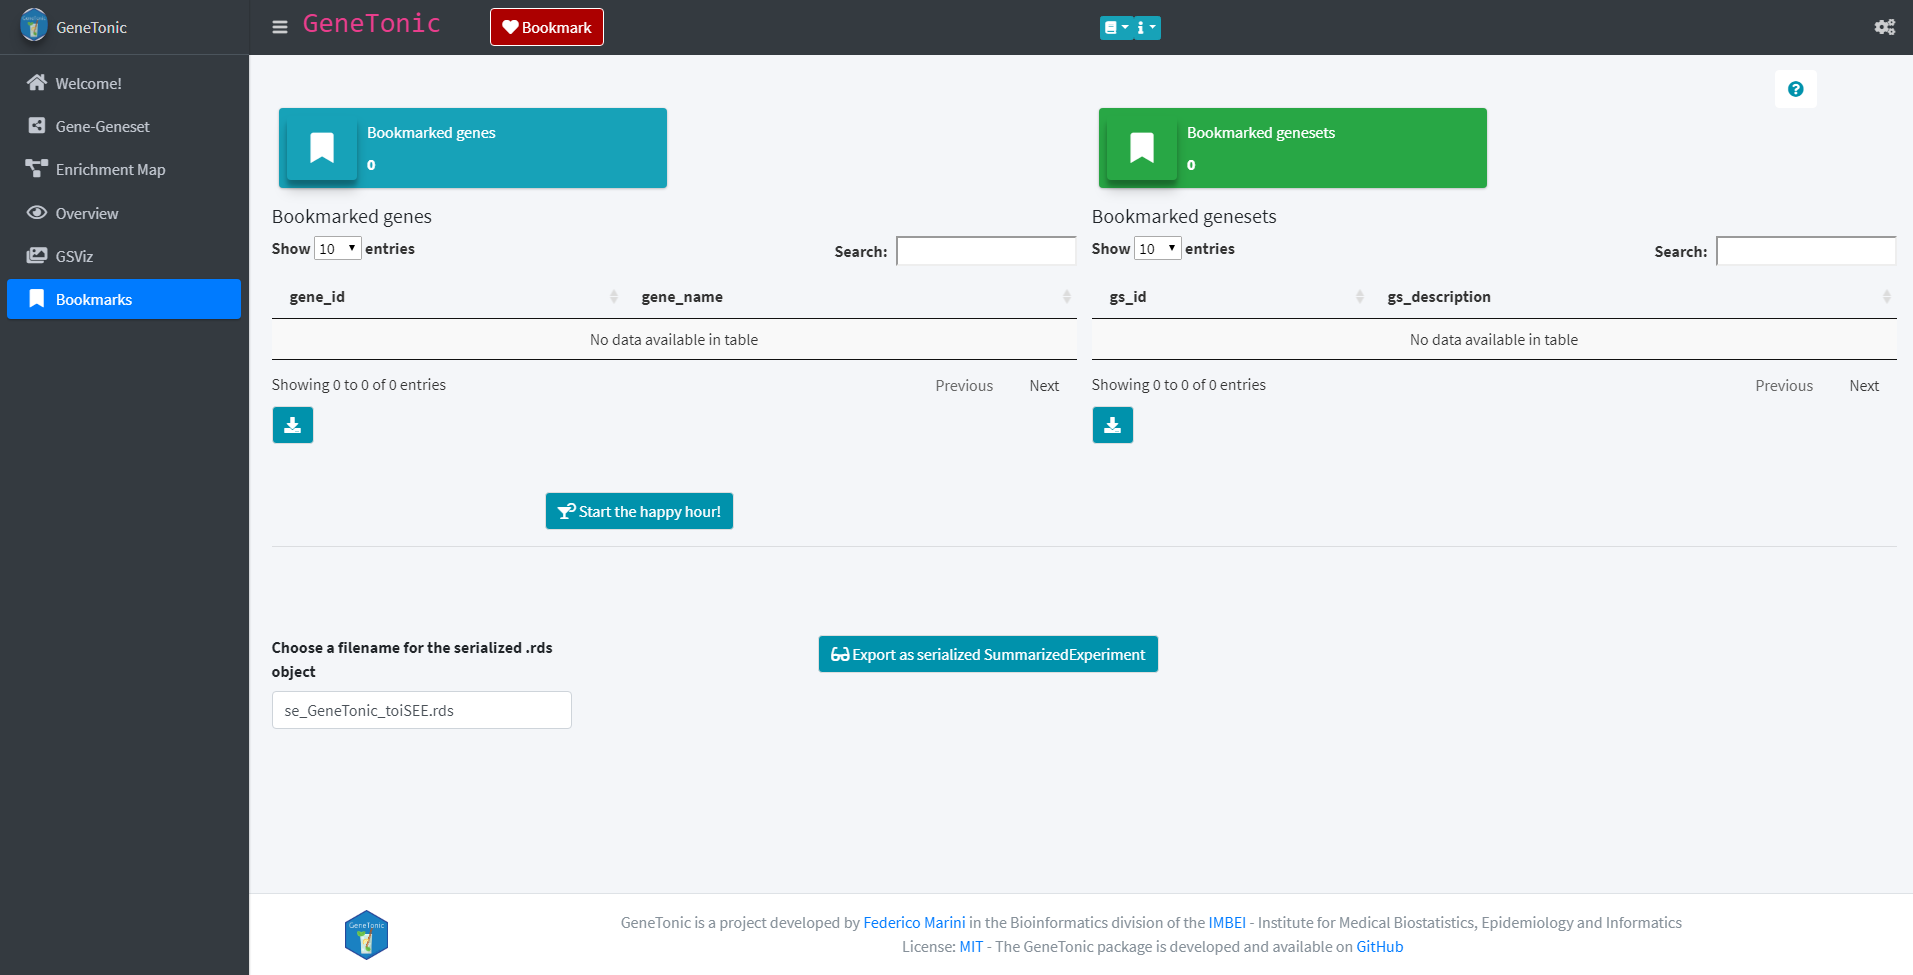 GeneTonic
GeneTonic
Bookmark
Welcome!
Gene-Geneset
Enrichment Map
Overview
GSViz
Bookmarks
Bookmarked genes
0
Bookmarked genesets
0
Bookmarked genes
Show 10 entries
Search:
gene_id gene_name
No data available in table
Showing 0 to 0 of 0 entries
Previous Next
Bookmarked genesets
Show 10 entries
Search:
gs_id gs_description
No data available in table
Showing 0 to 0 of 0 entries
Previous Next
Start the happy hour!
Choose a filename for the serialized .rds
object
se_GeneTonic_toiSEE.rds
Export as serialized SummarizedExperiment
GeneTonic
GeneTonic is a project developed by Federico Marini in the Bioinformatics division of the IMBEI - Institute for Medical Biostatistics, Epidemiology and Informatics
License: MIT - The GeneTonic package is developed and available on GitHub